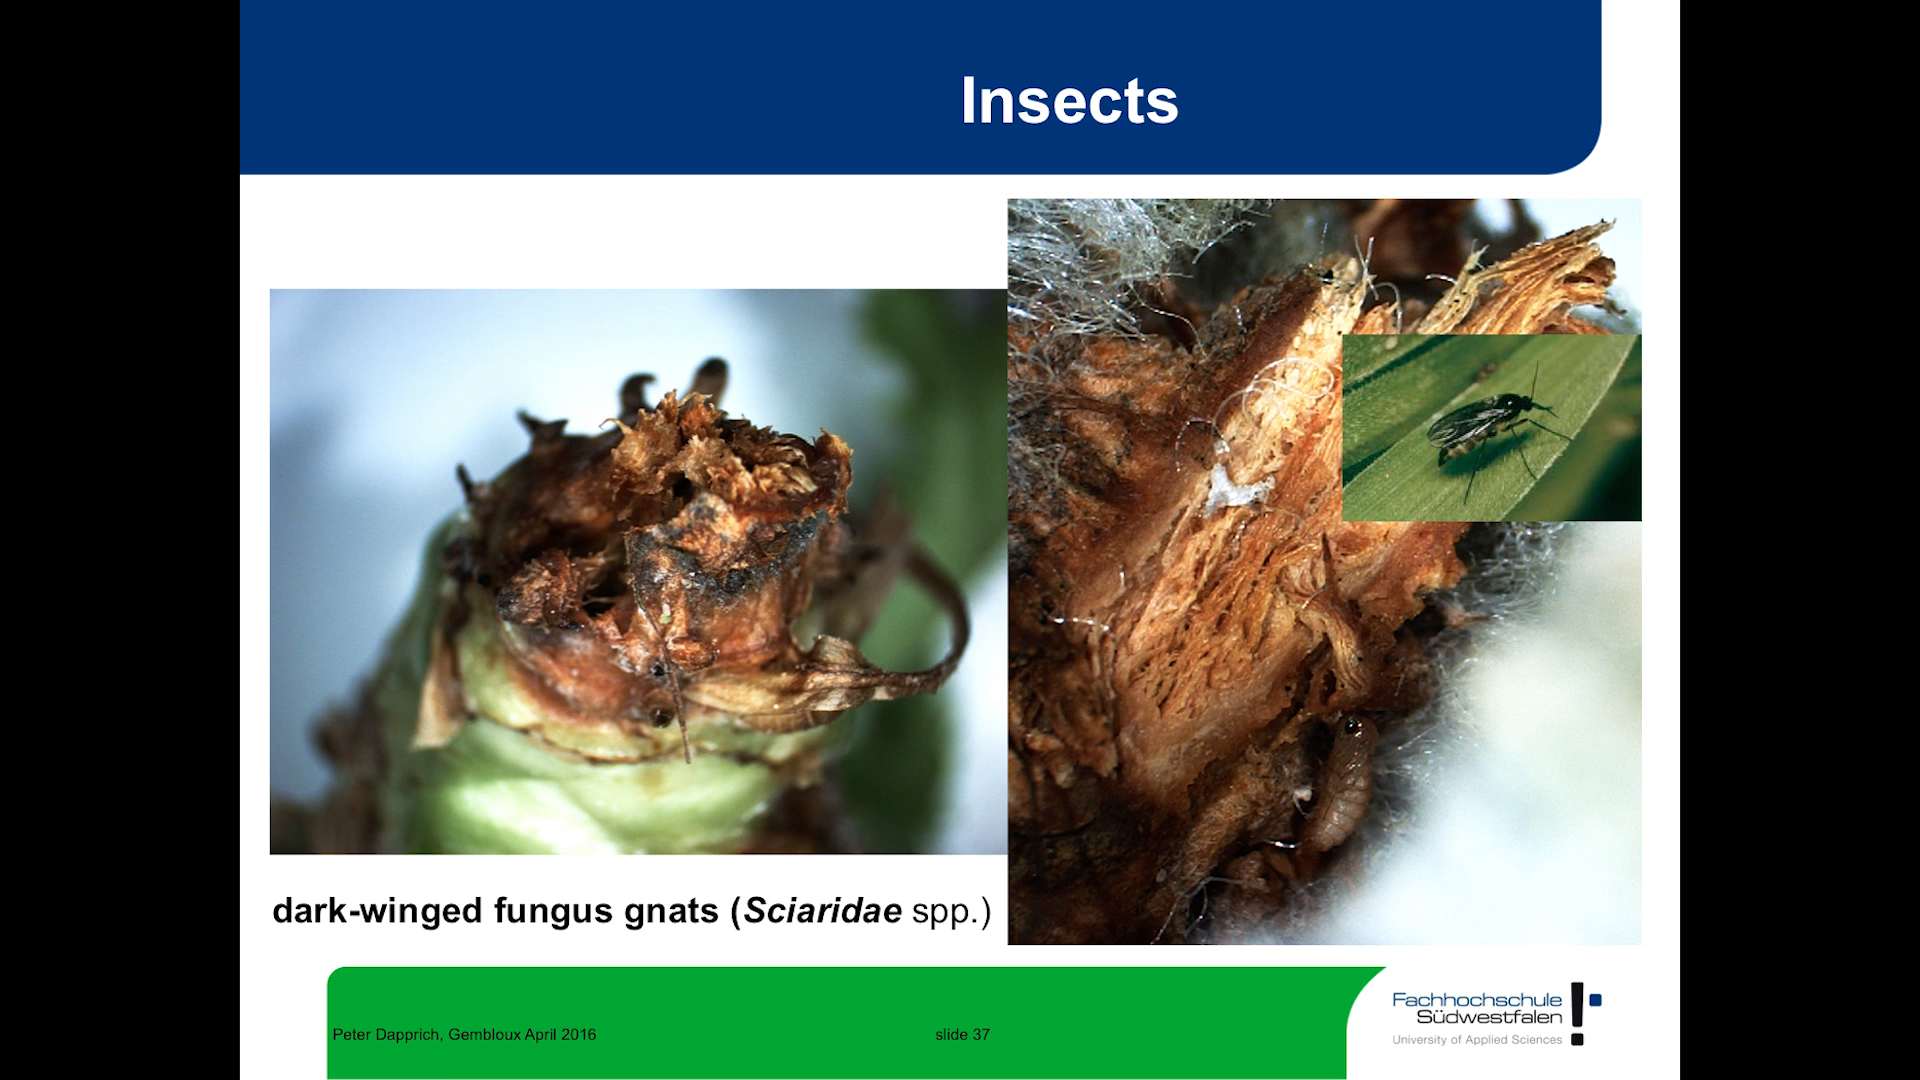 Insects
dark-winged fungus gnats (Sciaridae spp.)
Peter Dapprich, Gembloux April 2016
slide 37
Fachhochschule
Südwestfalen
University of Applied Sciences